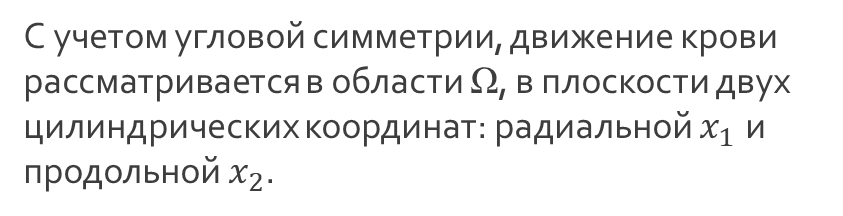 С учетом угловой симметрии, движение крови
рассматривается в области Ω, в плоскости двух
цилиндрических координат: радиальной x₁ и
продольной x₂.